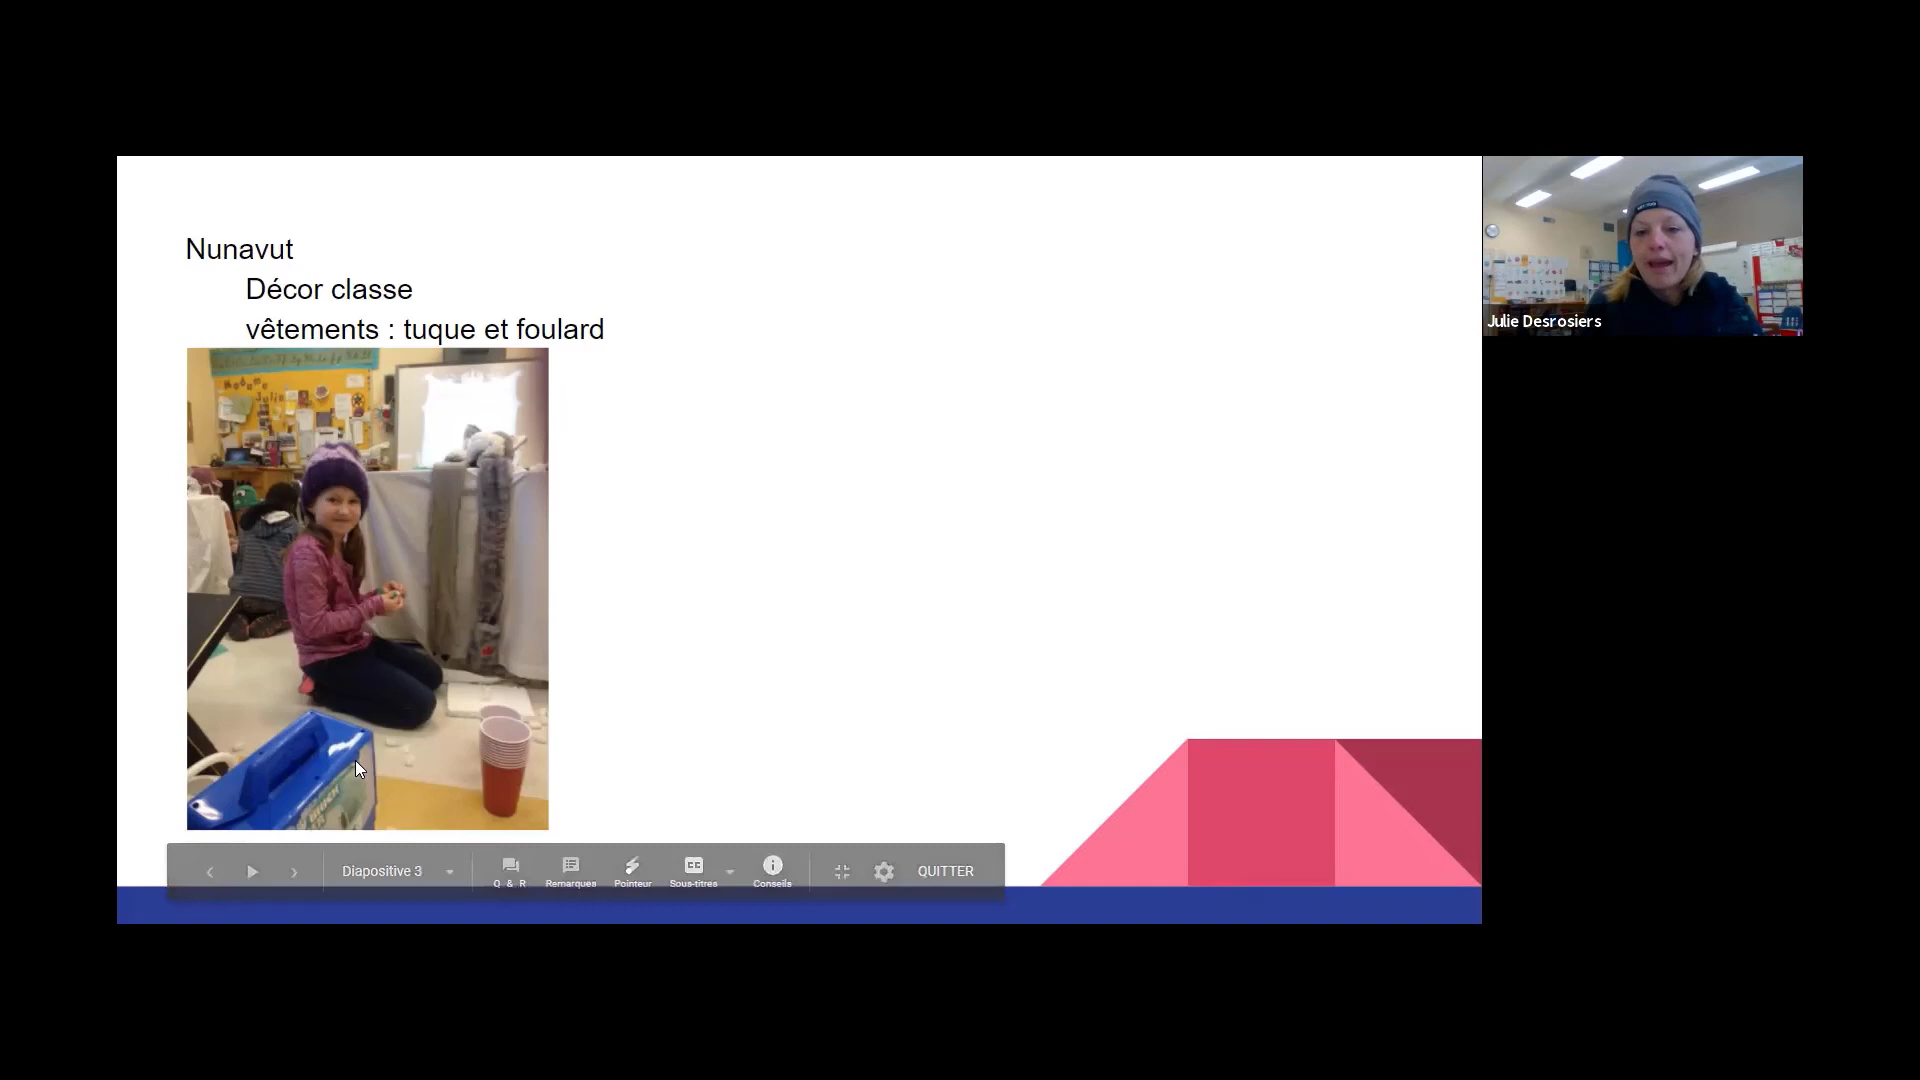 Nunavut
Décor classe
vêtements : tuque et foulard
Julie Desrosiers
Diapositive 3
Q & R
Remarques
Pointeur
Sous-titres
Conseils
QUITTER